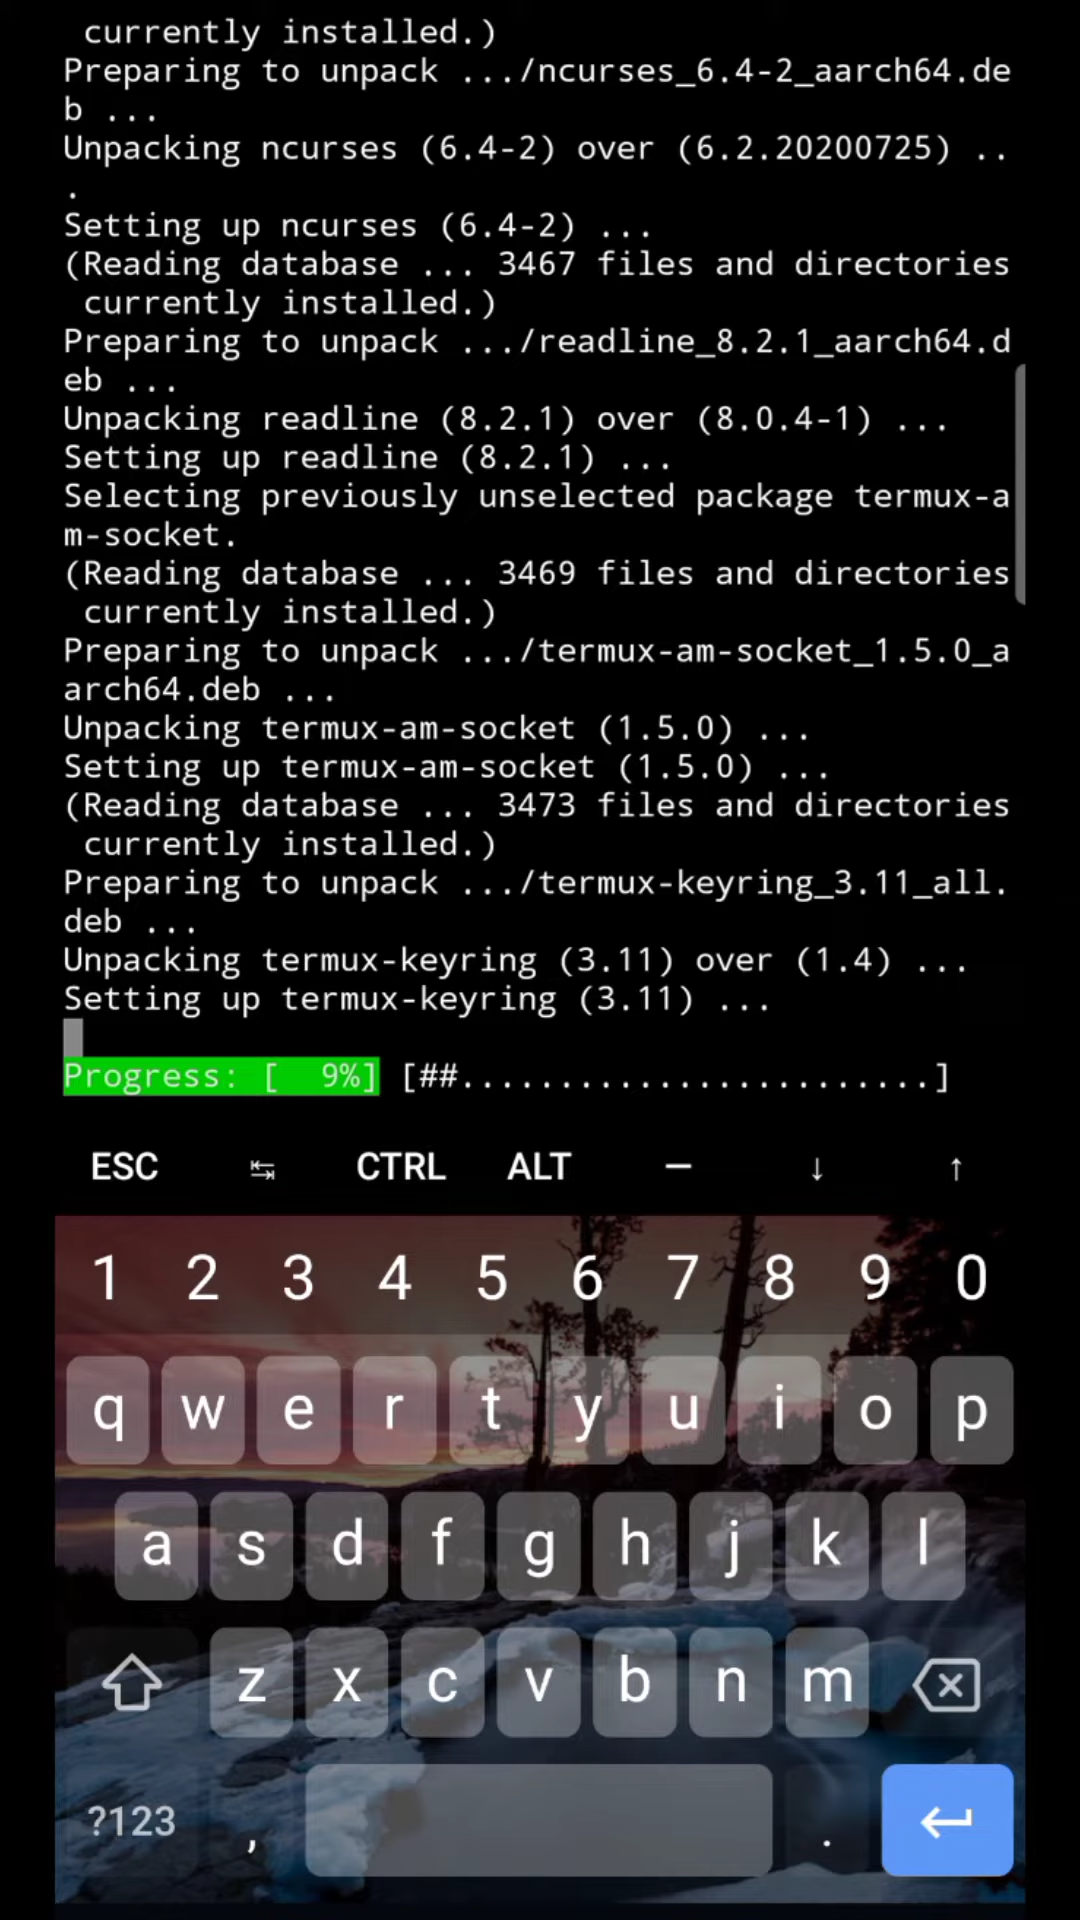 currently installed.)
Preparing to unpack .../ncurses_6.4-2_aarch64.de
b ...
Unpacking ncurses (6.4-2) over (6.2.20200725) ..
.
Setting up ncurses (6.4-2) ...
(Reading database ... 3467 files and directories
currently installed.)
Preparing to unpack .../readline_8.2.1_aarch64.d
eb ...
Unpacking readline (8.2.1) over (8.0.4-1) ...
Setting up readline (8.2.1) ...
Selecting previously unselected package termux-a
m-socket.
(Reading database ... 3469 files and directories
currently installed.)
Preparing to unpack .../termux-am-socket_1.5.0_a
arch64.deb ...
Unpacking termux-am-socket (1.5.0) ...
Setting up termux-am-socket (1.5.0) ...
(Reading database ... 3473 files and directories
currently installed.)
Preparing to unpack .../termux-keyring_3.11_all.
deb ...
Unpacking termux-keyring (3.11) over (1.4) ...
Setting up termux-keyring (3.11) ...
Progress: [  9%] [##........................]
ESC ↹ CTRL ALT — ↓ ↑
1 2 3 4 5 6 7 8 9 0
q w e r t y u i o p
a s d f g h j k l
z x c v b n m
?123 , .